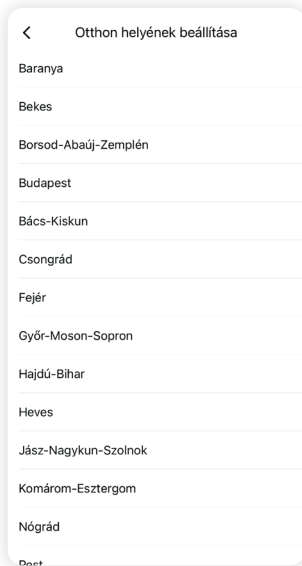 Otthon helyének beállítása
Baranya
Bekes
Borsod-Abaúj-Zemplén
Budapest
Bács-Kiskun
Csongrád
Fejér
Győr-Moson-Sopron
Hajdú-Bihar
Heves
Jász-Nagykun-Szolnok
Komárom-Esztergom
Nógrád
Pest